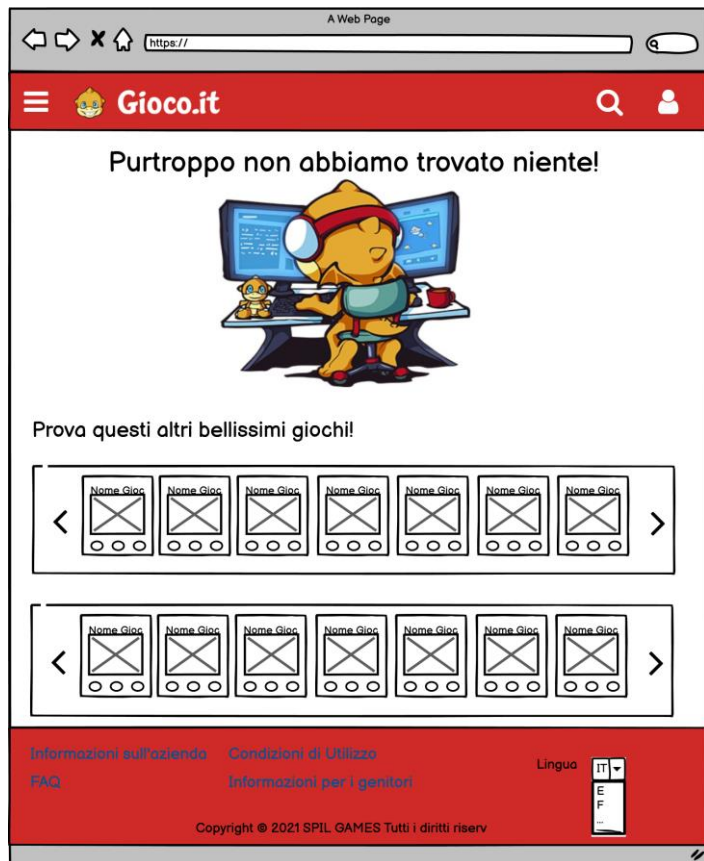 A Web Page
https://
Gioco.it
Purtroppo non abbiamo trovato niente!
Prova questi altri bellissimi giochi!
Nome Gioc Nome Gioc Nome Gioc Nome Gioc Nome Gioc Nome Gioc Nome Gioc
Nome Gioc Nome Gioc Nome Gioc Nome Gioc Nome Gioc Nome Gioc Nome Gioc
Informazioni sull'azienda Condizioni di Utilizzo
Lingua IT
FAQ Informazioni per i genitori
E
F
...
Copyright © 2021 SPIL GAMES Tutti i diritti riserv